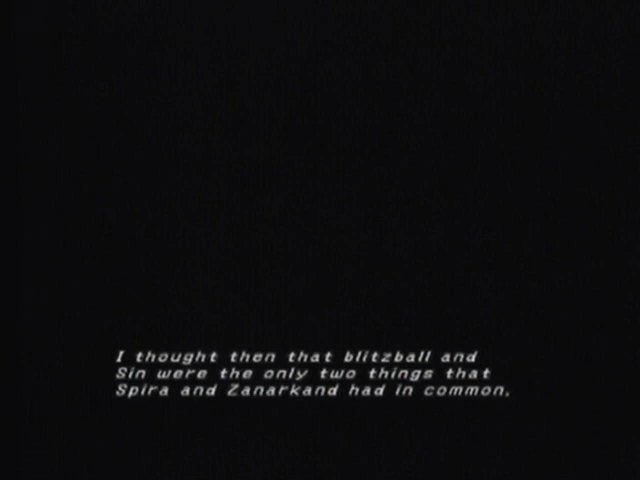 I thought then that blitzball and
Sin were the only two things that
Spira and Zanarkand had in common,